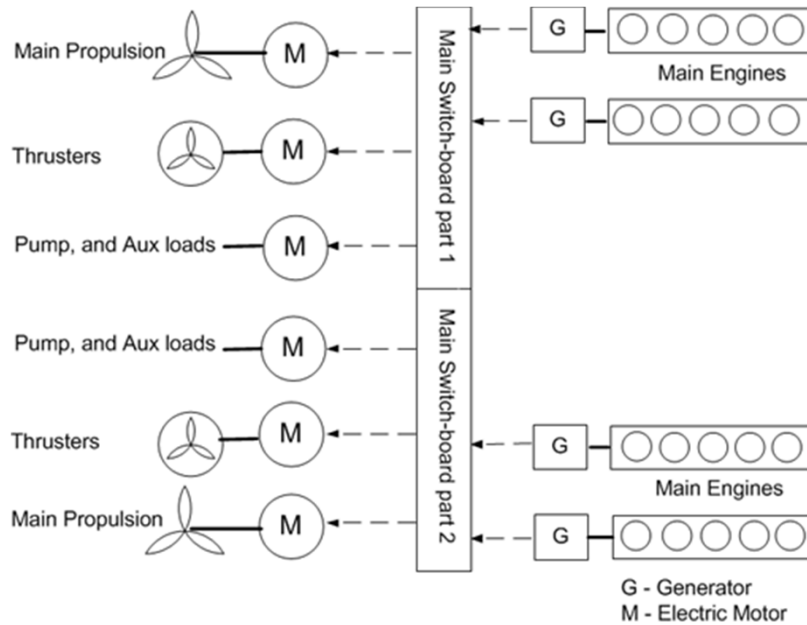 Main Propulsion
M
Main Switch-board part 1
G
Main Engines
Thrusters
M
G
Pump, and Aux loads
M
Pump, and Aux loads
M
Main Switch-board part 2
Thrusters
M
G
Main Engines
Main Propulsion
M
G
G - Generator
M - Electric Motor